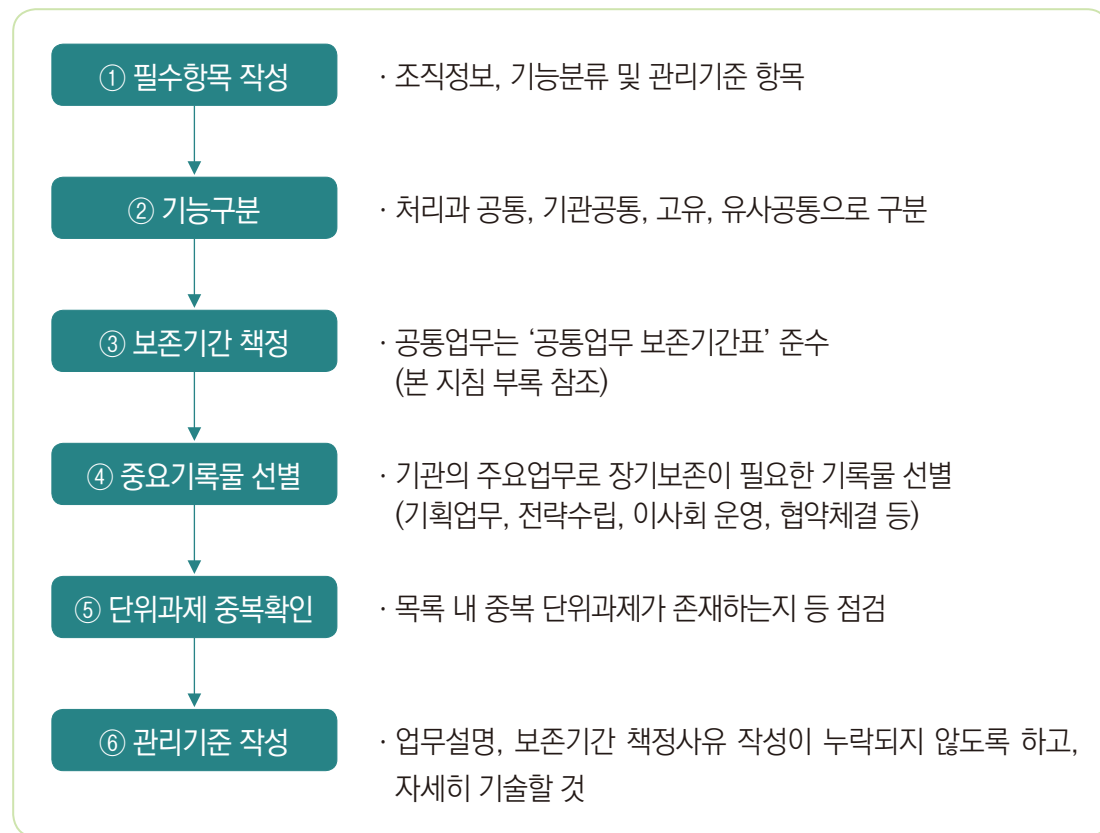 ① 필수항목 작성
· 조직정보, 기능분류 및 관리기준 항목
② 기능구분
· 처리과 공통, 기관공통, 고유, 유사공통으로 구분
③ 보존기간 책정
· 공통업무는 ‘공통업무 보존기간표’ 준수
(본 지침 부록 참조)
④ 중요기록물 선별
· 기관의 주요업무로 장기보존이 필요한 기록물 선별
(기획업무, 전략수립, 이사회 운영, 협약체결 등)
⑤ 단위과제 중복확인
· 목록 내 중복 단위과제가 존재하는지 등 점검
⑥ 관리기준 작성
· 업무설명, 보존기간 책정사유 작성이 누락되지 않도록 하고,
자세히 기술할 것